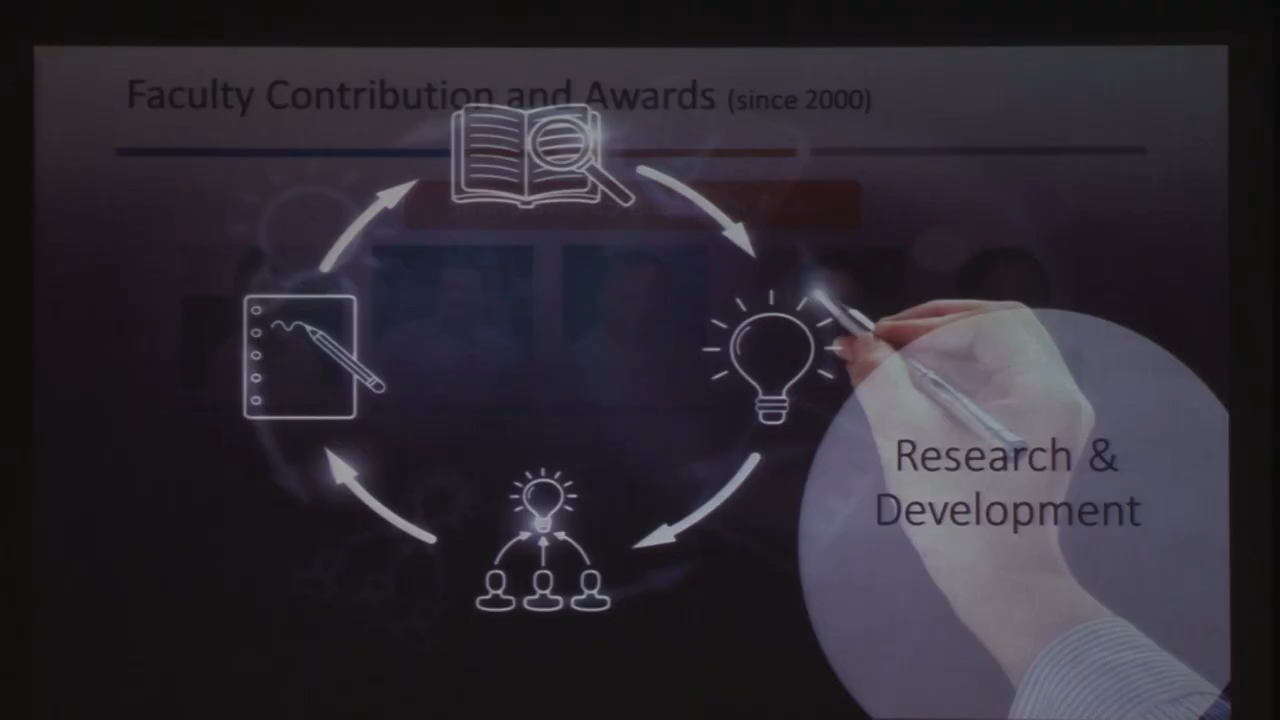 Faculty Contribution and Awards (since 2000)
Research &
Development